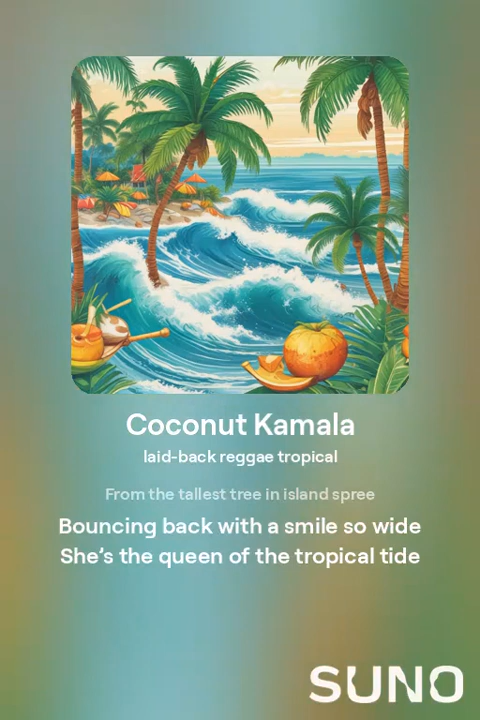 Coconut Kamala
laid-back reggae tropical
From the tallest tree in island spree
Bouncing back with a smile so wide
She's the queen of the tropical tide
SUNO